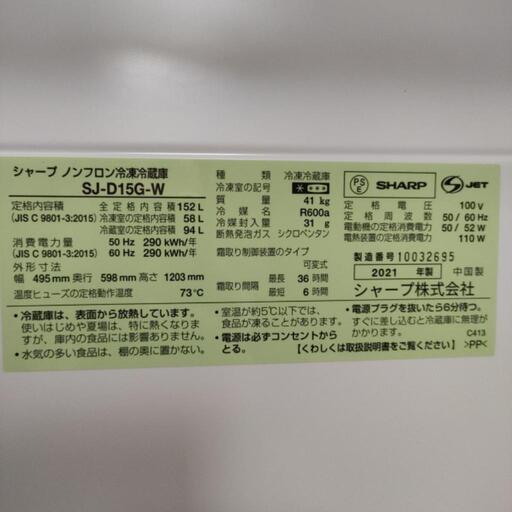 シャープ ノンフロン冷凍冷蔵庫
SJ-D15G-W
定格内容積 全定格内容積 152 L
(JIS C 9801-3:2015) 冷凍室の定格内容積 58 L
冷蔵室の定格内容積 94 L
消費電力量 50 Hz 290 kWh/年
(JIS C 9801-3:2015) 60 Hz 290 kWh/年
外形寸法
幅 495mm 奥行 598 mm 高さ 1203 mm
温度ヒューズの定格動作温度 73℃
種類 冷凍冷蔵庫
冷凍室の記号
質量 41 kg
冷媒名 R600a
冷媒封入量 31 g
断熱発泡ガス シクロペンタン
霜取り制御装置のタイプ
可変式
霜取り間隔 最長 36 時間
最短 6 時間
PS
E
SHARP
S JET
定格電圧 100 V
定格周波数 50/60 Hz
電動機の定格消費電力 50/52 W
電熱装置の定格消費電力 110 W
製造番号 10032695
2021 年製 中国製
シャープ株式会社
•冷蔵庫は、表面から放熱しています。
使いはじめや夏場は、特に熱くなりま
すが、庫内の食品には影響ありません。
•水気の多い食品は、棚の奥に置かない。
•室温が約5℃以下では、
食品が凍ることがあります。
•電源は必ずコンセントから
とる。
•電源プラグを抜いたら6分待つ。
すぐに差し込むと冷蔵庫に無理が
かかります。
C413
【くわしくは取扱説明書をご覧ください】 >PP<